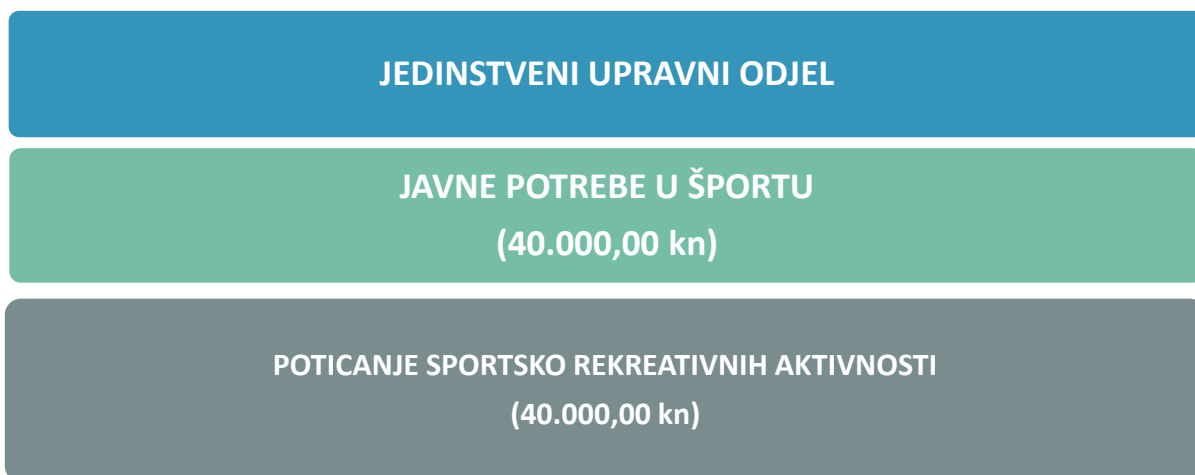 JEDINSTVENI UPRAVNI ODJEL
JAVNE POTREBE U ŠPORTU
(40.000,00 kn)
POTICANJE SPORTSKO REKREATIVNIH AKTIVNOSTI
(40.000,00 kn)